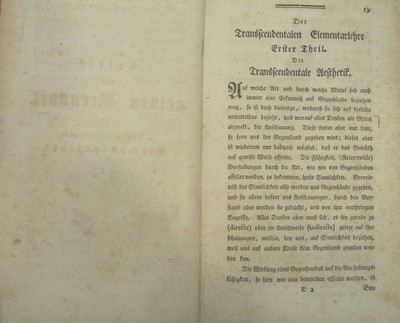 19
Der
Transscendentalen Elementarlehre
Erster Theil.
Die
Transscendentale Aesthetik.
Auf welche Art und durch welche Mittel sich auch
immer eine Erkenntniß auf Gegenstände beziehen
mag, so ist doch dieienige, wodurch sie sich auf dieselbe
unmittelbar bezieht, und worauf alles Denken als Mittel
abzweckt, die Anschauung. Diese findet aber nur statt,
so fern uns der Gegenstand gegeben wird; dieses aber
ist wiederum nur dadurch möglich, daß er das Gemüth
auf gewisse Weise afficire. Die Fähigkeit, (Receptivität)
Vorstellungen durch die Art, wie wir von Gegenständen
afficirt werden, zu bekommen, heißt Sinnlichkeit. Vermit-
telst der Sinnlichkeit also werden uns Gegenstände gegeben,
und sie allein liefert uns Anschauungen; durch den Ver-
stand aber werden sie gedacht, und von ihm entspringen
Begriffe. Alles Denken aber muß sich, es sey gerade zu
(directe) oder im Umschweife (indirecte) zuletzt auf An-
schauungen, mithin, bey uns, auf Sinnlichkeit beziehen,
weil uns auf andere Weise kein Gegenstand gegeben wer-
den kan.
Die Wirkung eines Gegenstandes auf die Vorstellungs-
fähigkeit, so fern wir von demselben afficirt werden, ist
B 2
Em-